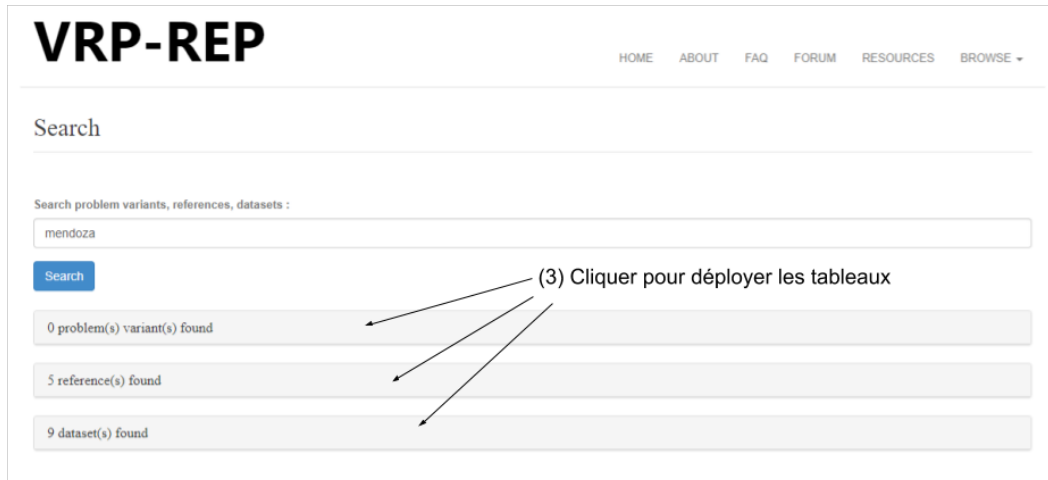 VRP-REP
HOME ABOUT FAQ FORUM RESOURCES BROWSE
Search
Search problem variants, references, datasets :
mendoza
Search
(3) Cliquer pour déployer les tableaux
0 problem(s) variant(s) found
5 reference(s) found
9 dataset(s) found